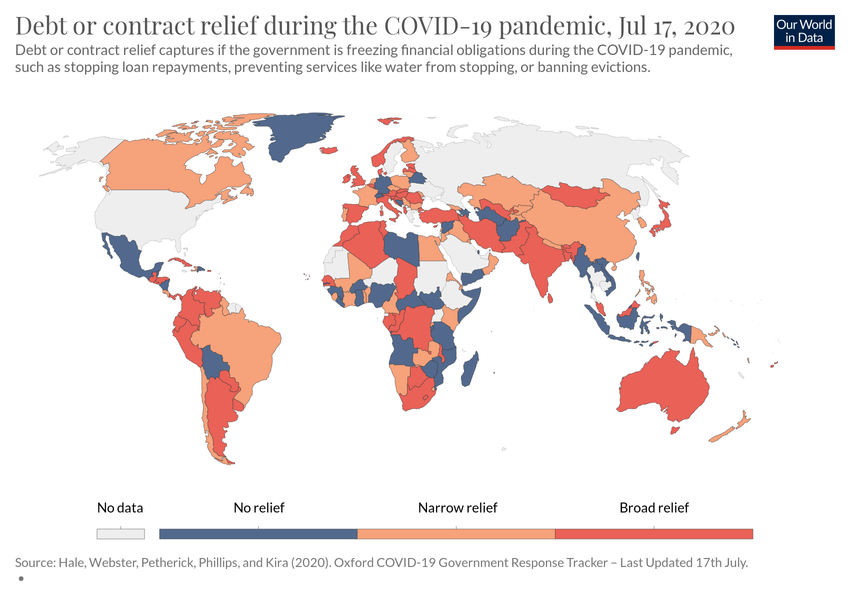 Debt or contract relief during the COVID-19 pandemic, Jul 17, 2020
Our World
in Data
Debt or contract relief captures if the government is freezing financial obligations during the COVID-19 pandemic,
such as stopping loan repayments, preventing services like water from stopping, or banning evictions.
No data
No relief
Narrow relief
Broad relief
Source: Hale, Webster, Petherick, Phillips, and Kira (2020). Oxford COVID-19 Government Response Tracker – Last Updated 17th July.
•